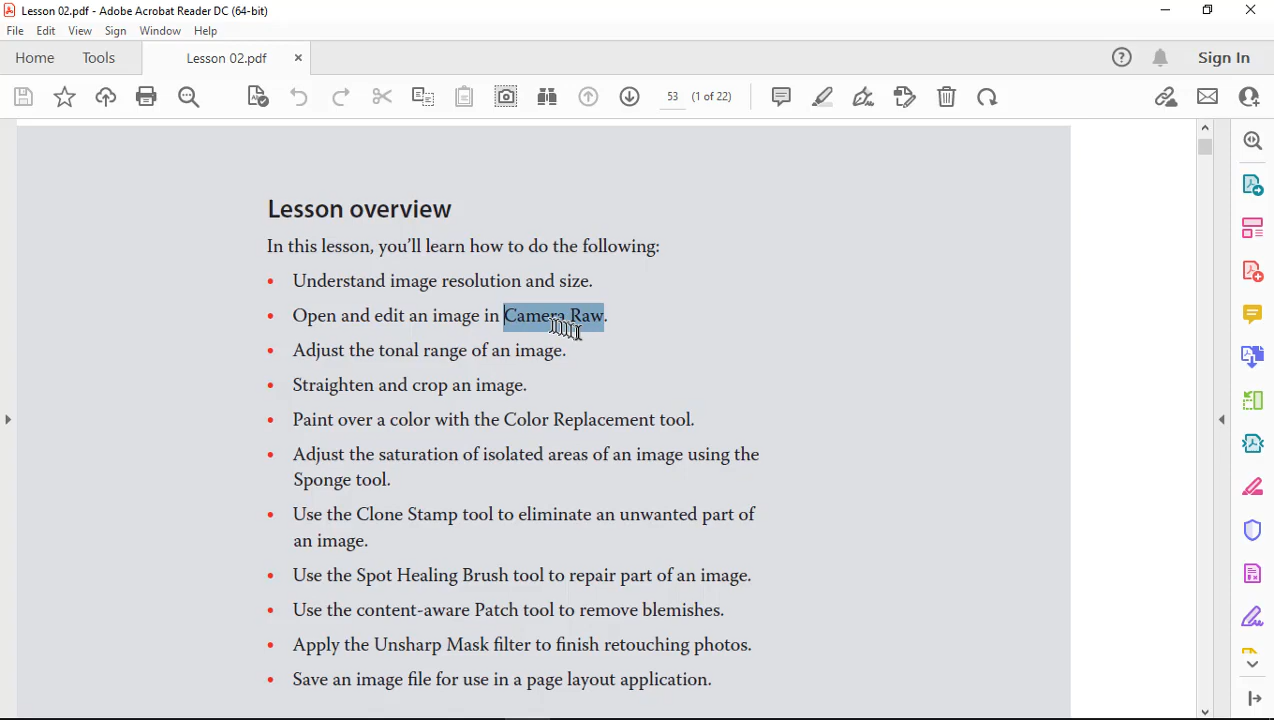 Lesson 02.pdf - Adobe Acrobat Reader DC (64-bit)
File Edit View Sign Window Help
Home Tools Lesson 02.pdf × Sign In
53 (1 of 22)
Lesson overview
In this lesson, you'll learn how to do the following:
• Understand image resolution and size.
• Open and edit an image in Camera Raw.
• Adjust the tonal range of an image.
• Straighten and crop an image.
• Paint over a color with the Color Replacement tool.
• Adjust the saturation of isolated areas of an image using the
Sponge tool.
• Use the Clone Stamp tool to eliminate an unwanted part of
an image.
• Use the Spot Healing Brush tool to repair part of an image.
• Use the content-aware Patch tool to remove blemishes.
• Apply the Unsharp Mask filter to finish retouching photos.
• Save an image file for use in a page layout application.